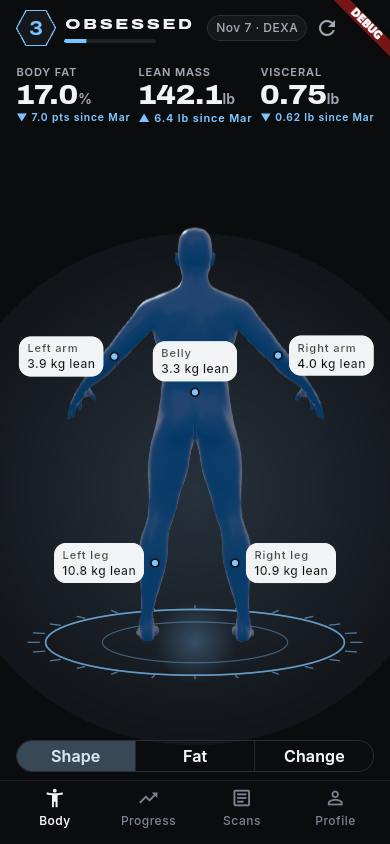 3 OBSESSED Nov 7 · DEXA DEBUG
BODY FAT LEAN MASS VISCERAL
17.0% 142.1lb 0.75lb
▼ 7.0 pts since Mar ▲ 6.4 lb since Mar ▼ 0.62 lb since Mar
Left arm
3.9 kg lean
Belly
3.3 kg lean
Right arm
4.0 kg lean
Left leg
10.8 kg lean
Right leg
10.9 kg lean
Shape Fat Change
Body Progress Scans Profile